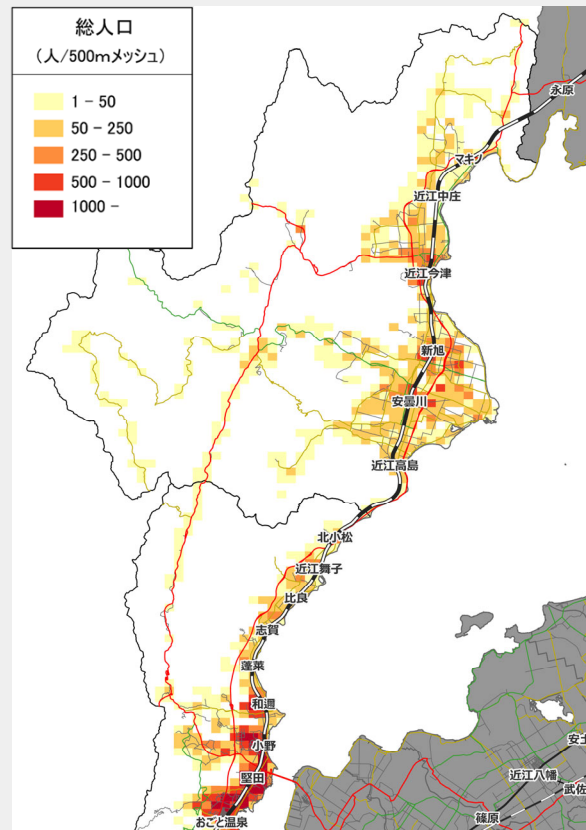 総人口
（人/500mメッシュ）
1 - 50
50 - 250
250 - 500
500 - 1000
1000 -
永原
マキノ
近江中庄
近江今津
新旭
安曇川
近江高島
北小松
近江舞子
比良
志賀
蓬莱
和邇
小野
堅田
おごと温泉
安土
近江八幡
武佐
篠原